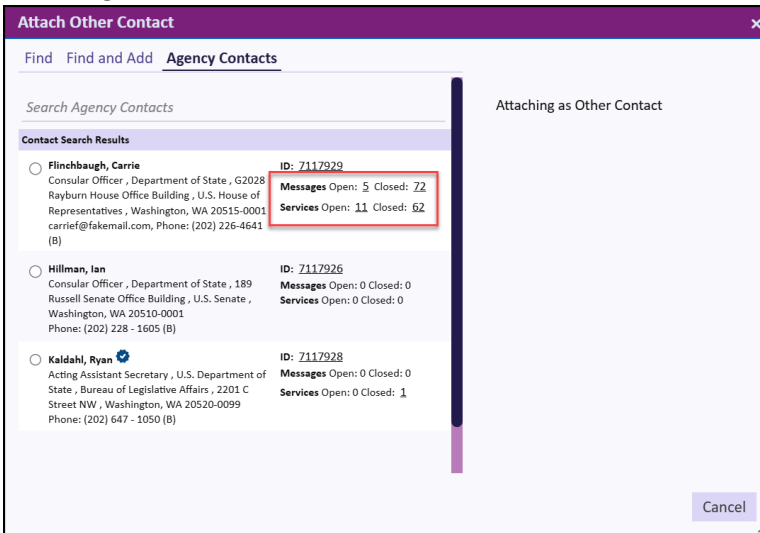 Attach Other Contact ×
Find Find and Add Agency Contacts
Search Agency Contacts
Attaching as Other Contact
Contact Search Results
Flinchbaugh, Carrie
Consular Officer , Department of State , G2028
Rayburn House Office Building , U.S. House of
Representatives , Washington, WA 20515-0001
carrief@fakemail.com, Phone: (202) 226-4641
(B)
ID: 7117929
Messages Open: 5 Closed: 72
Services Open: 11 Closed: 62
Hillman, Ian
Consular Officer , Department of State , 189
Russell Senate Office Building , U.S. Senate ,
Washington, WA 20510-0001
Phone: (202) 228 - 1605 (B)
ID: 7117926
Messages Open: 0 Closed: 0
Services Open: 0 Closed: 0
Kaldahl, Ryan
Acting Assistant Secretary , U.S. Department of
State , Bureau of Legislative Affairs , 2201 C
Street NW , Washington, WA 20520-0099
Phone: (202) 647 - 1050 (B)
ID: 7117928
Messages Open: 0 Closed: 0
Services Open: 0 Closed: 1
Cancel